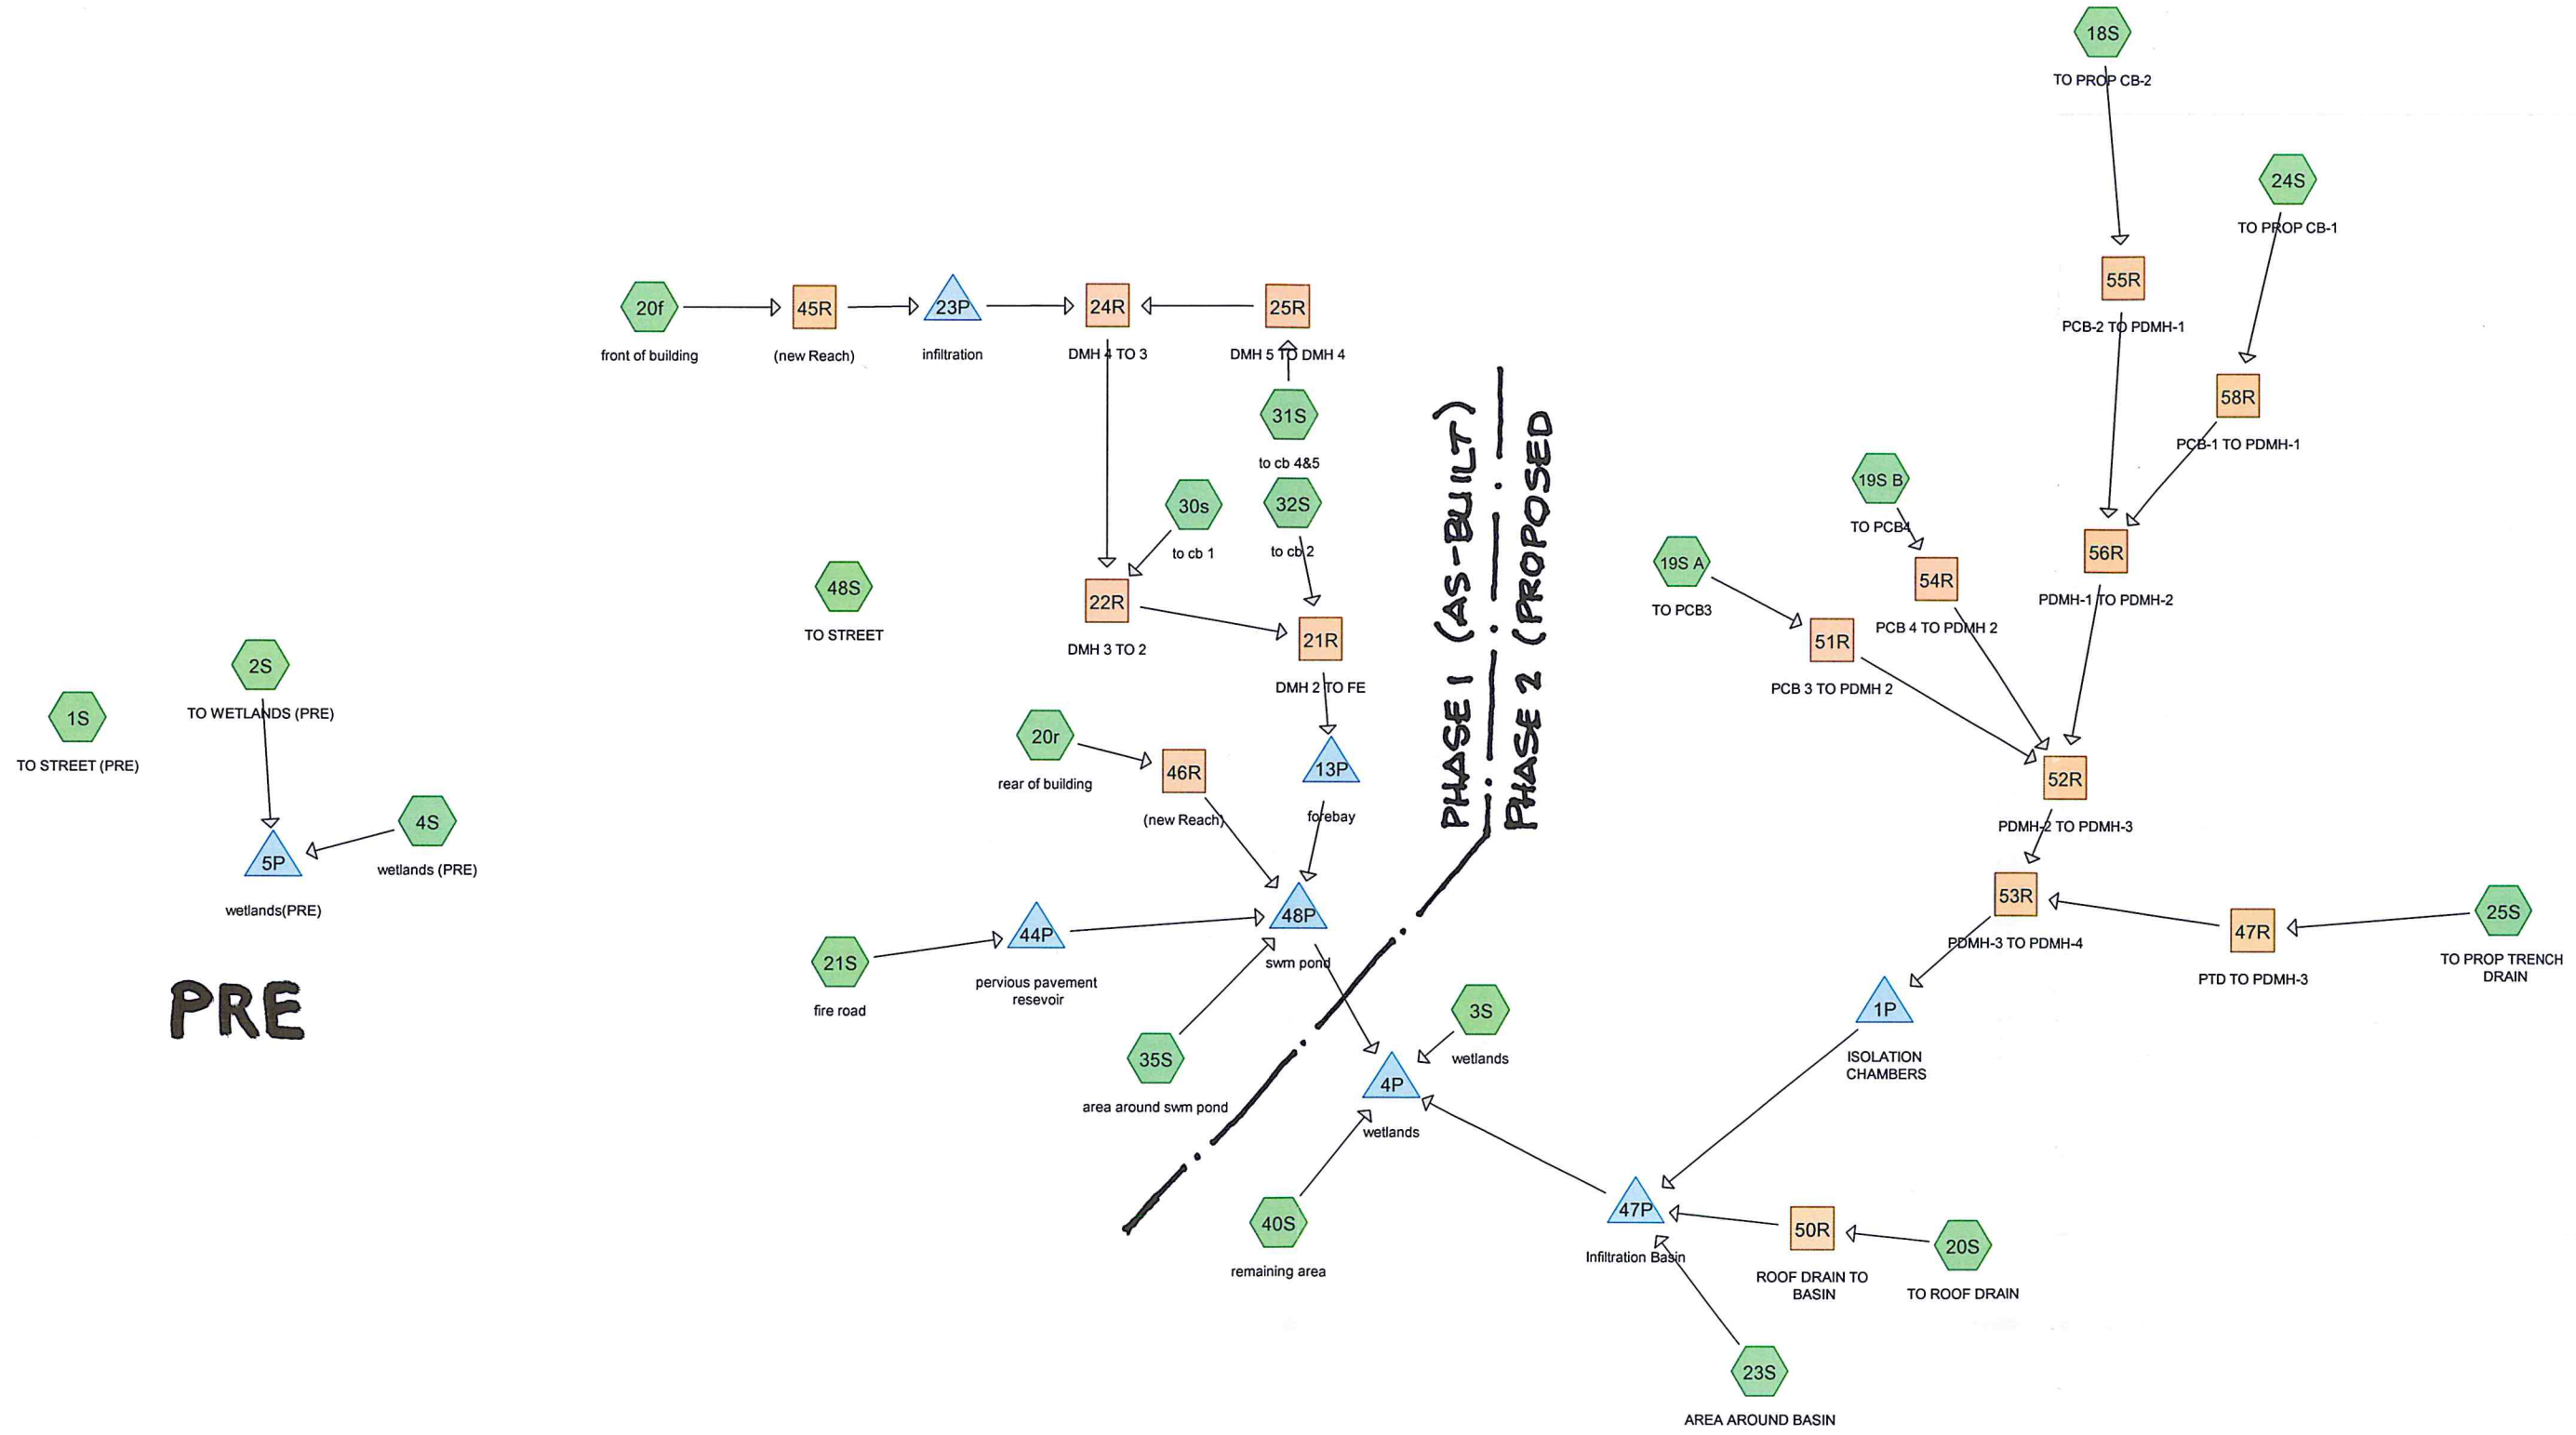 PRE
1S
TO STREET (PRE)
2S
TO WETLANDS (PRE)
4S
wetlands (PRE)
5P
wetlands(PRE)
20f
front of building
45R
(new Reach)
23P
infiltration
24R
DMH 4 TO 3
25R
DMH 5 TO DMH 4
31S
to cb 4&5
30s
to cb 1
32S
to cb 2
48S
TO STREET
22R
DMH 3 TO 2
21R
DMH 2 TO FE
20r
rear of building
46R
(new Reach)
13P
forebay
48P
swm pond
44P
pervious pavement
resevoir
21S
fire road
35S
area around swm pond
PHASE 1 (AS-BUILT)
PHASE 2 (PROPOSED
3S
wetlands
4P
wetlands
40S
remaining area
18S
TO PROP CB-2
24S
TO PROP CB-1
55R
PCB-2 TO PDMH-1
58R
PCB-1 TO PDMH-1
19S B
TO PCB4
56R
PDMH-1 TO PDMH-2
19S A
TO PCB3
54R
PCB 4 TO PDMH 2
51R
PCB 3 TO PDMH 2
52R
PDMH-2 TO PDMH-3
53R
PDMH-3 TO PDMH-4
47R
PTD TO PDMH-3
25S
TO PROP TRENCH
DRAIN
1P
ISOLATION
CHAMBERS
47P
Infiltration Basin
50R
ROOF DRAIN TO
BASIN
20S
TO ROOF DRAIN
23S
AREA AROUND BASIN